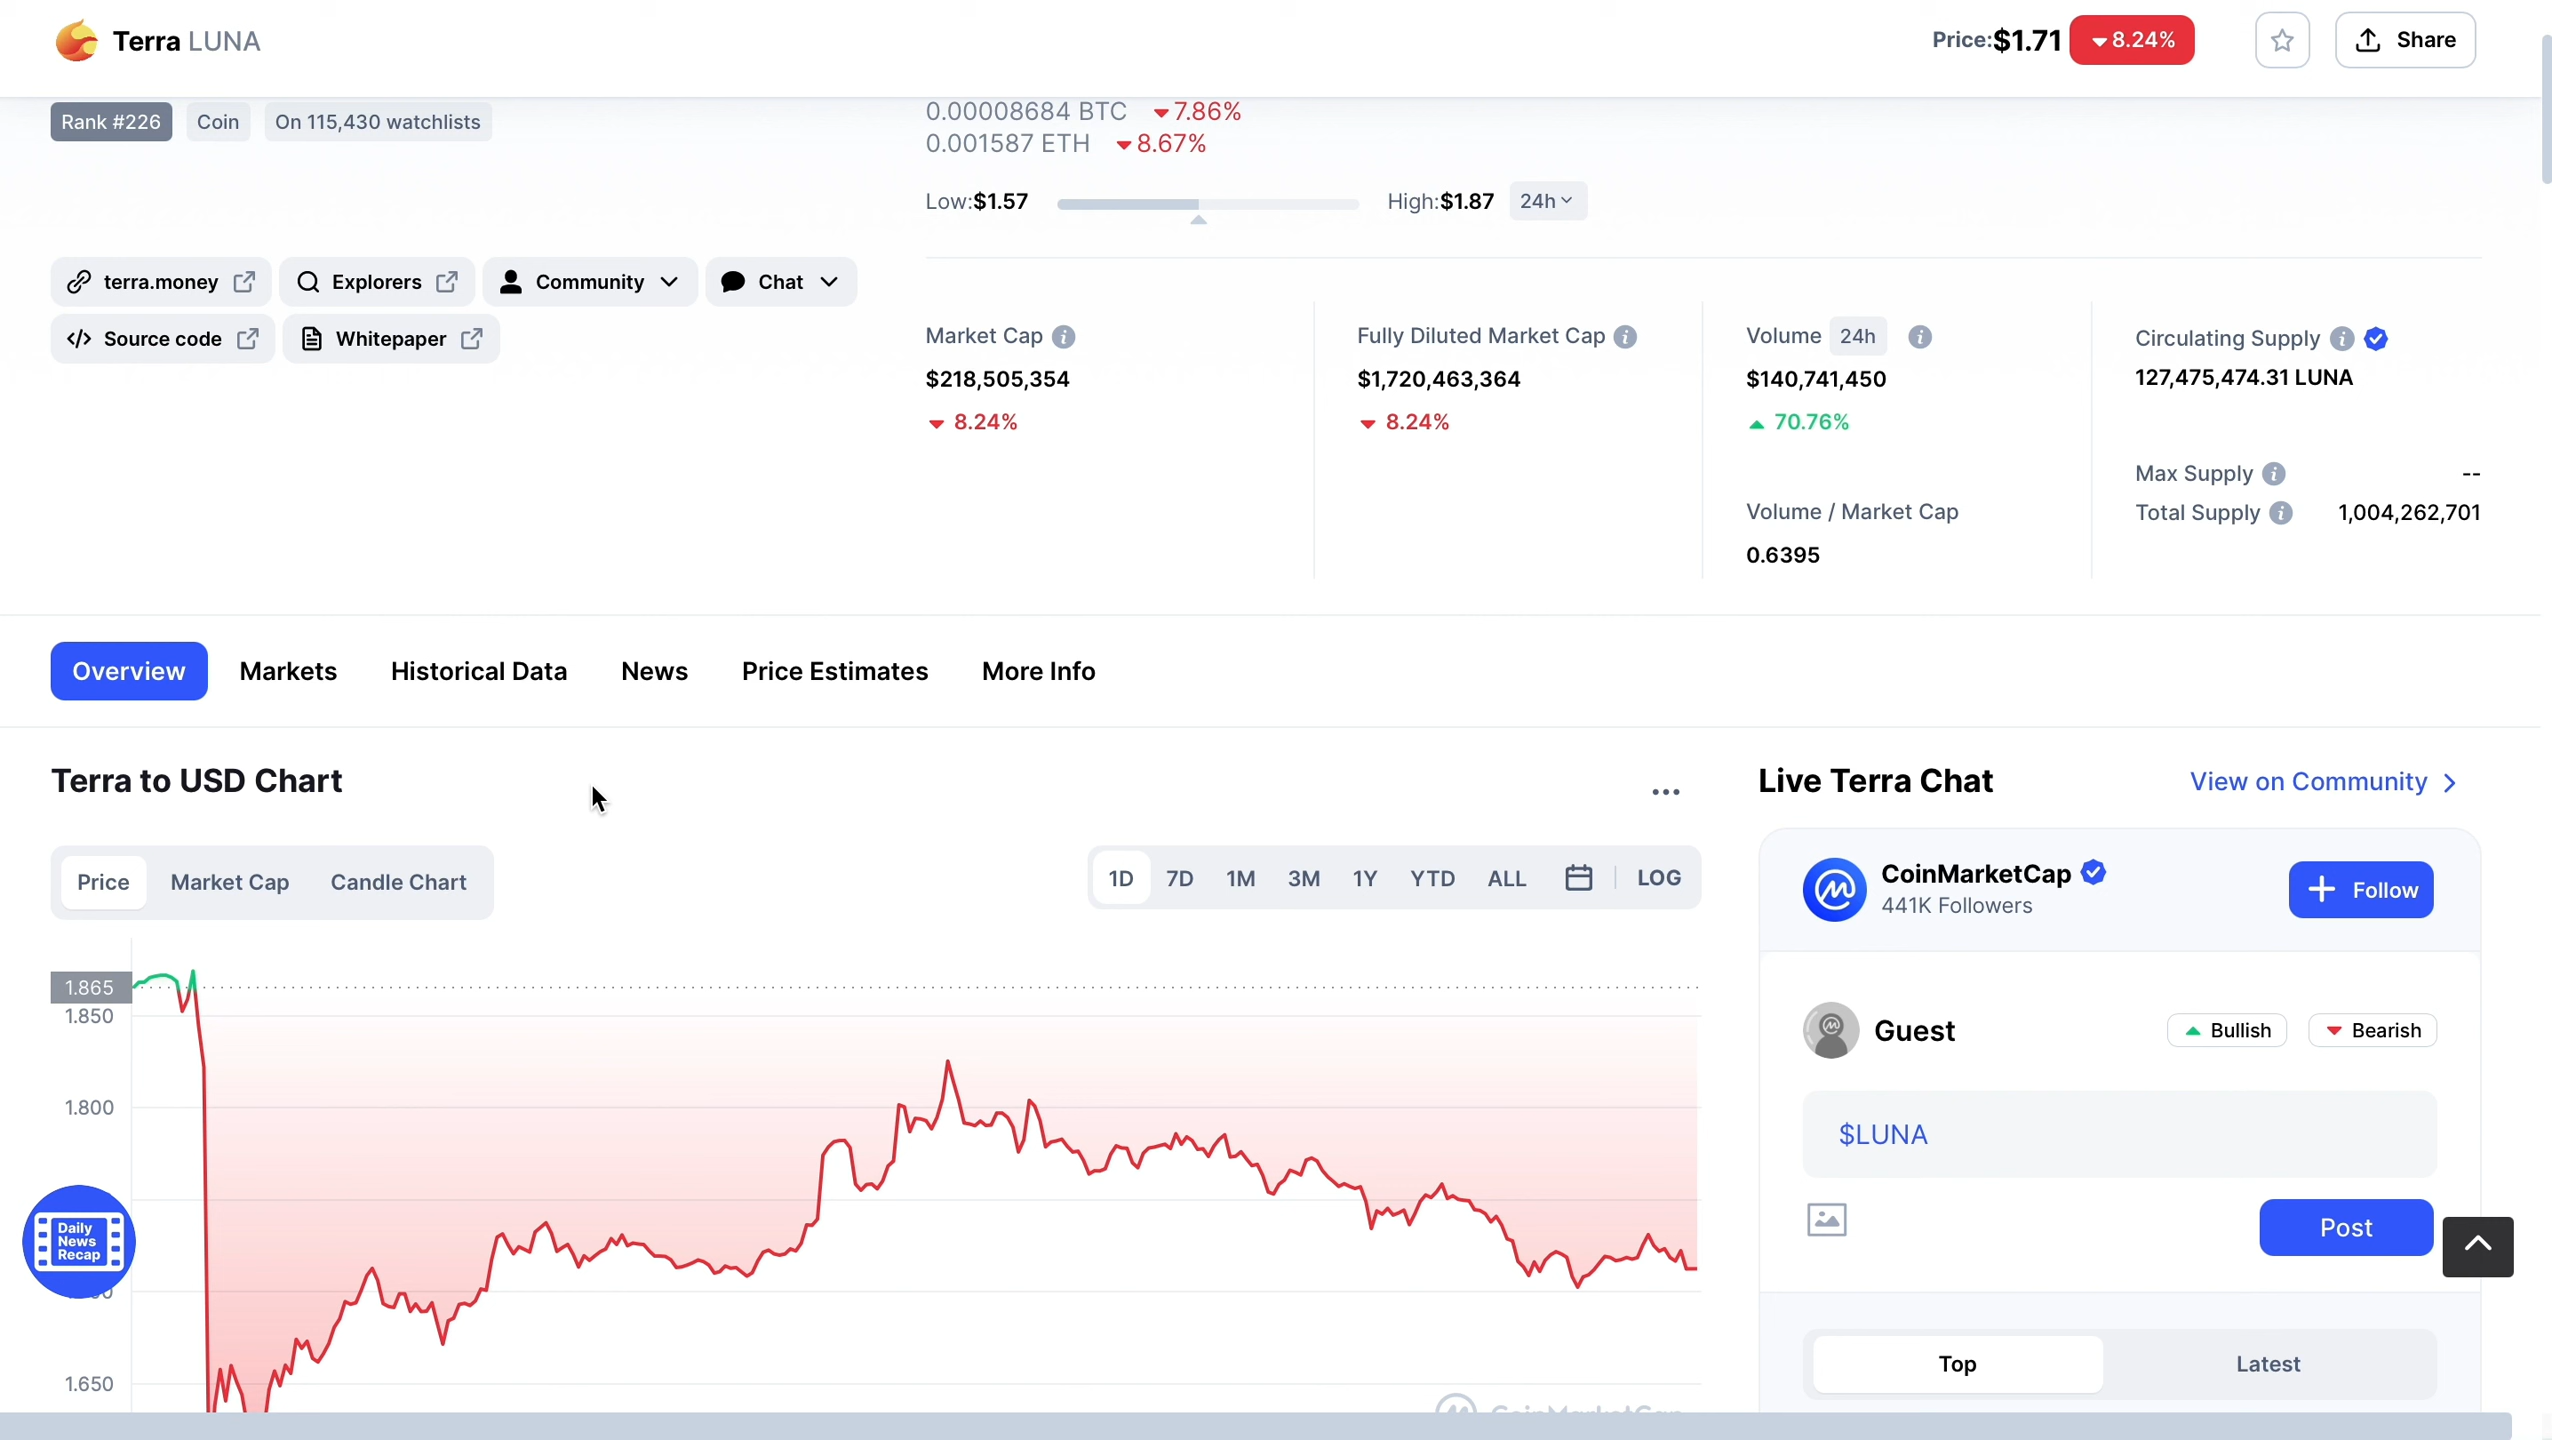 Terra LUNA
Price:$1.71 8.24%
Share
Rank #226 Coin On 115,430 watchlists
0.00008684 BTC 7.86%
0.001587 ETH 8.67%
Low:$1.57 High:$1.87 24h
terra.money Explorers Community Chat
Source code Whitepaper
Market Cap
$218,505,354
8.24%
Fully Diluted Market Cap
$1,720,463,364
8.24%
Volume 24h
$140,741,450
70.76%
Volume / Market Cap
0.6395
Circulating Supply
127,475,474.31 LUNA
Max Supply --
Total Supply 1,004,262,701
Overview Markets Historical Data News Price Estimates More Info
Terra to USD Chart
Price Market Cap Candle Chart
1D 7D 1M 3M 1Y YTD ALL LOG
1.865
1.850
1.800
1.650
Daily
News
Recap
Live Terra Chat View on Community
CoinMarketCap
441K Followers
Follow
Guest Bullish Bearish
$LUNA
Post
Top Latest